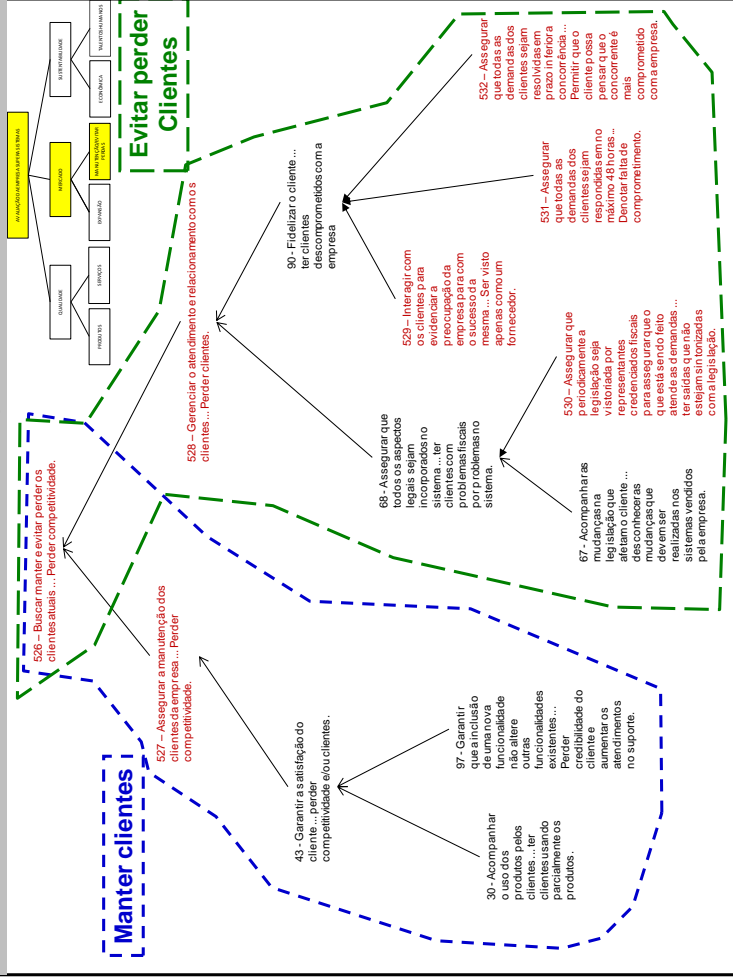 AVALIAÇÃO DA EMPRESA SUPERA SISTEMAS
QUALIDADE
MERCADO
SUSTENTABILIDADE
PRODUTOS
SERVIÇOS
EXPANSÃO
MANUTENÇÃO/EVITAR
PERDAS
ECONÔMICA
TALENTOS HUMANOS
Manter clientes
Evitar perder
Clientes
526 – Buscar manter e evitar perder os
clientes atuais ... Perder competitividade.
527 – Assegurar a manutenção dos
clientes da empresa ... Perder
competitividade.
528 – Gerenciar o atendimento e relacionamento com os
clientes ... Perder clientes.
43 - Garantir a satisfação do
cliente ... perder
competitividade e/ou clientes.
68 - Assegurar que
todos os aspectos
legais sejam
incorporados no
sistema ... ter
clientes com
problemas fiscais
por problemas no
sistema.
90 - Fidelizar o cliente ...
ter clientes
descomprometidos com a
empresa
30 - Acompanhar
o uso dos
produtos pelos
clientes ... ter
clientes usando
parcialmente os
produtos.
97 - Garantir
que a inclusão
de uma nova
funcionalidade
não altere
outras
funcionalidades
existentes ...
Perder
credibilidade do
cliente e
aumentar os
atendimentos
no suporte.
67 - Acompanhar as
mudanças na
legislação que
afetam o cliente ...
desconhecer as
mudanças que
devem ser
realizadas nos
sistemas vendidos
pela empresa.
530 – Assegurar que
periodicamente a
legislação seja
vistoriada por
representantes
credenciados fiscais
para assegurar que o
que está sendo feito
atende as demandas ...
ter saídas que não
estejam sintonizadas
com a legislação.
529 – Interagir com
os clientes para
evidenciar a
preocupação da
empresa para com
o sucesso da
mesma ... Ser visto
apenas como um
fornecedor.
531 – Assegurar
que todas as
demandas dos
clientes sejam
respondidas em no
máximo 48 horas ...
Denotar falta de
comprometimento.
532 – Assegurar
que todas as
demandas dos
clientes sejam
resolvidas em
prazo inferior a
concorrência ...
Permitir que o
cliente possa
pensar que o
concorrente é
mais
comprometido
com a empresa.